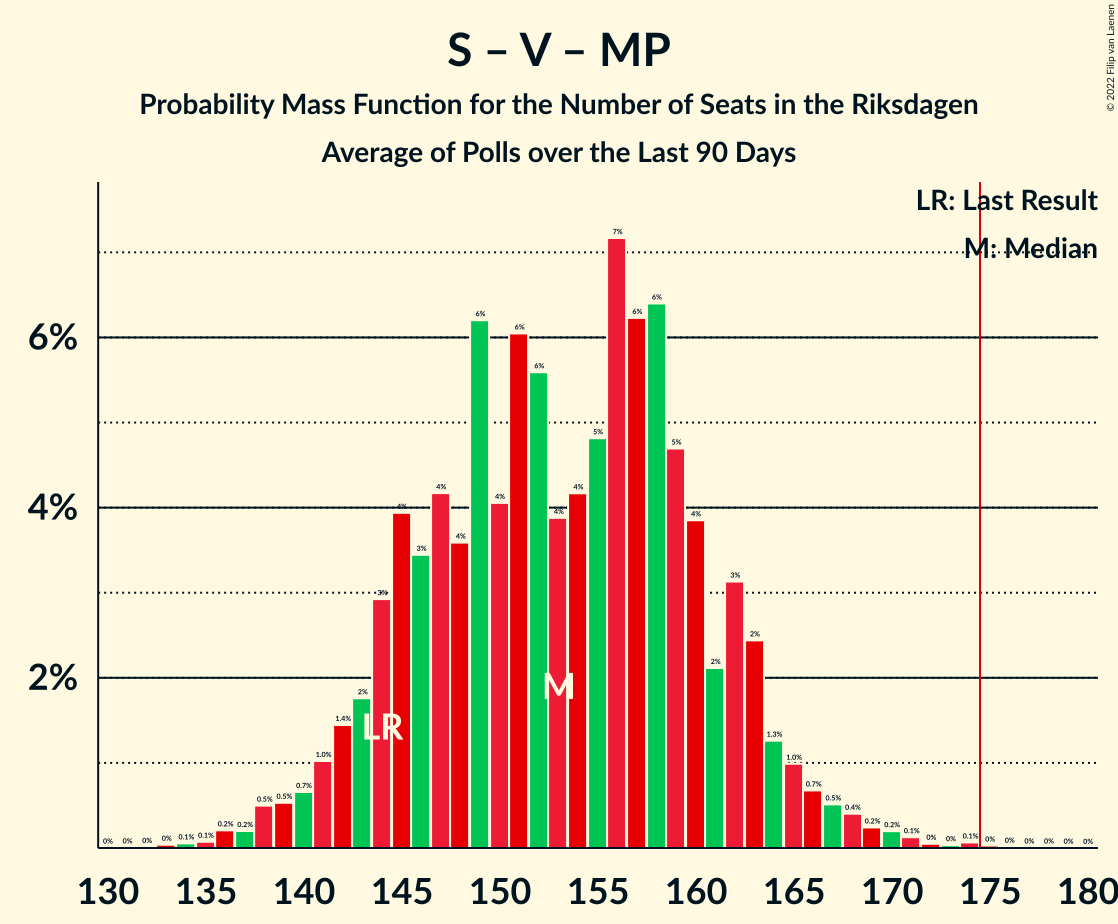 S – V – MP
Probability Mass Function for the Number of Seats in the Riksdagen
Average of Polls over the Last 90 Days
© 2022 Filip van Laenen
LR: Last Result
M: Median
6%
4%
2%
0% 0% 0% 0% 0.1% 0.1% 0.2% 0.2% 0.5% 0.5% 0.7% 1.0% 1.4% 2% 3% 4% 3% 4% 4% 6% 4% 6% 6% 4% 4% 5% 7% 6% 6% 5% 4% 2% 3% 2% 1.3% 1.0% 0.7% 0.5% 0.4% 0.2% 0.2% 0.1% 0% 0% 0.1% 0% 0% 0% 0% 0% 0%
M
LR
130 135 140 145 150 155 160 165 170 175 180